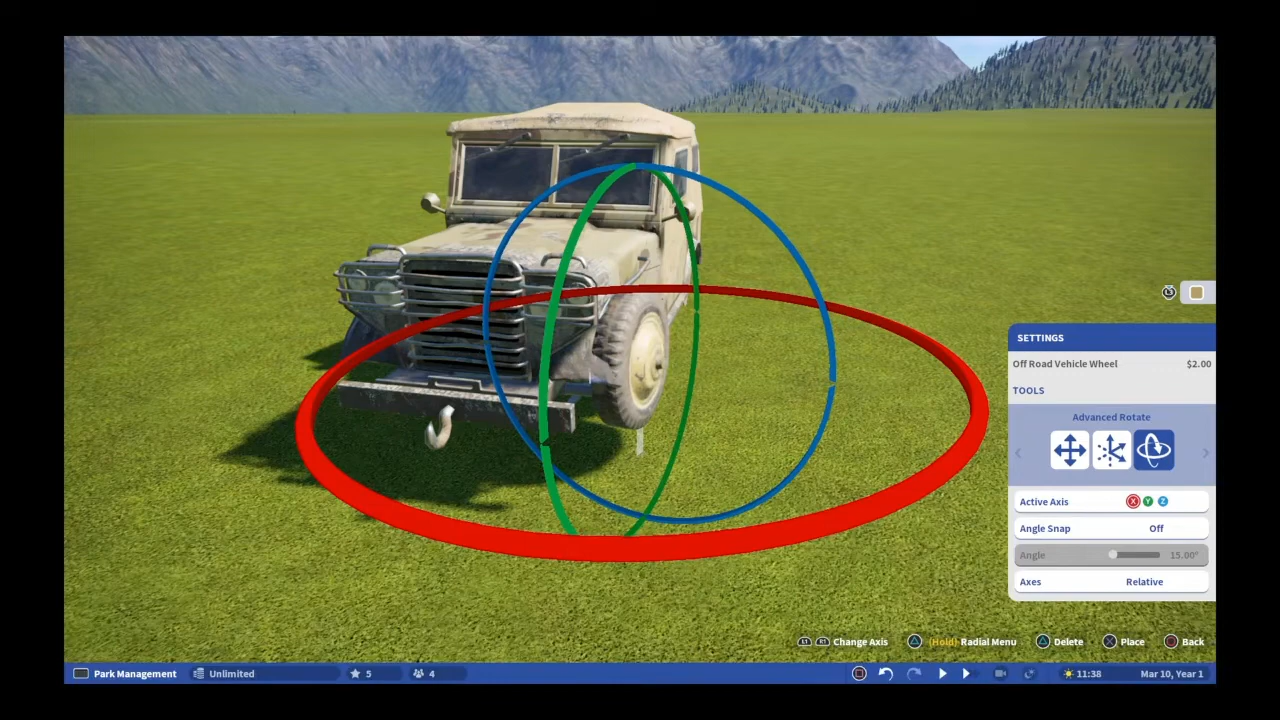 SETTINGS
Off Road Vehicle Wheel $2.00
TOOLS
Advanced Rotate
Active Axis X Y Z
Angle Snap Off
Angle 15.00°
Axes Relative
L1 R1 Change Axis (Hold) Radial Menu Delete Place Back
Park Management Unlimited 5 4 11:38 Mar 10, Year 1